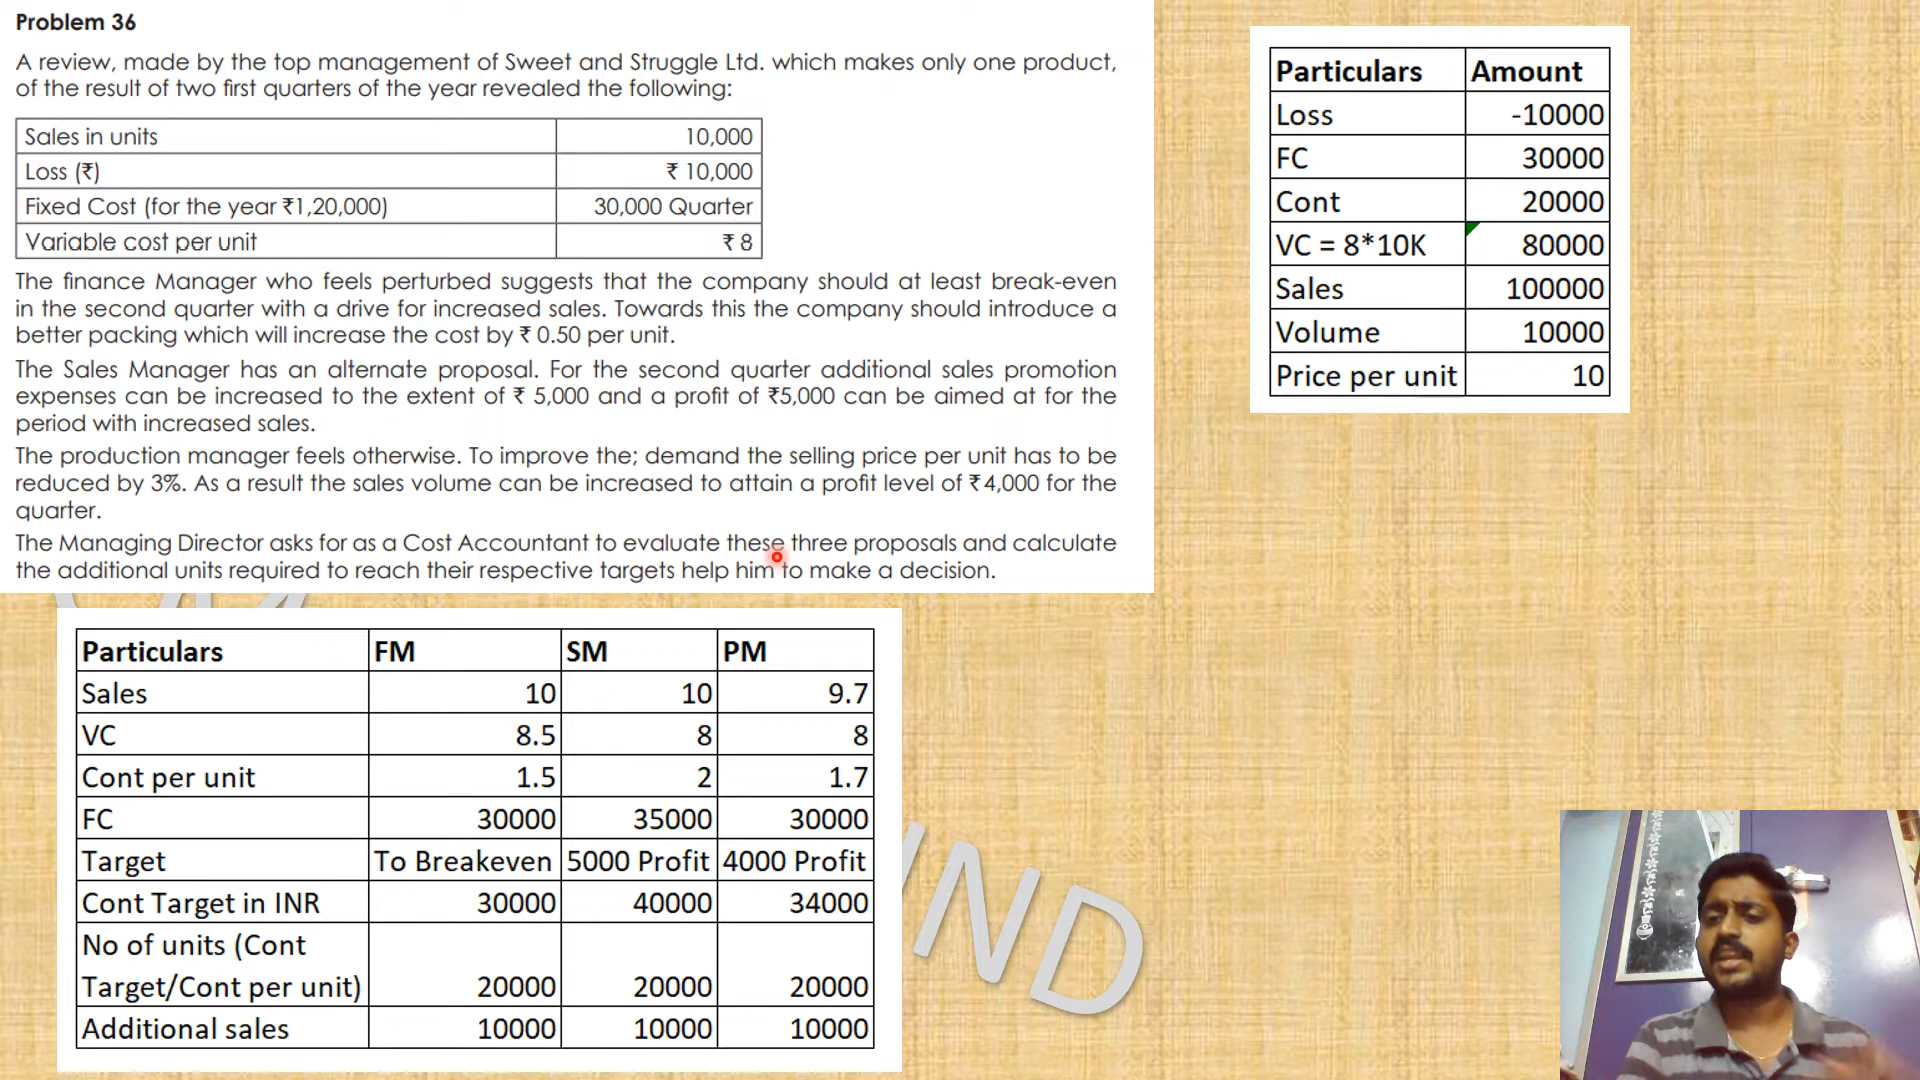 Problem 36
A review, made by the top management of Sweet and Struggle Ltd. which makes only one product,
of the result of two first quarters of the year revealed the following:
Sales in units 10,000
Loss (₹) ₹ 10,000
Fixed Cost (for the year ₹1,20,000) 30,000 Quarter
Variable cost per unit ₹ 8
The finance Manager who feels perturbed suggests that the company should at least break-even
in the second quarter with a drive for increased sales. Towards this the company should introduce a
better packing which will increase the cost by ₹ 0.50 per unit.
The Sales Manager has an alternate proposal. For the second quarter additional sales promotion
expenses can be increased to the extent of ₹ 5,000 and a profit of ₹5,000 can be aimed at for the
period with increased sales.
The production manager feels otherwise. To improve the; demand the selling price per unit has to be
reduced by 3%. As a result the sales volume can be increased to attain a profit level of ₹4,000 for the
quarter.
The Managing Director asks for as a Cost Accountant to evaluate these three proposals and calculate
the additional units required to reach their respective targets help him to make a decision.
Particulars Amount
Loss -10000
FC 30000
Cont 20000
VC = 8*10K 80000
Sales 100000
Volume 10000
Price per unit 10
Particulars FM SM PM
Sales 10 10 9.7
VC 8.5 8 8
Cont per unit 1.5 2 1.7
FC 30000 35000 30000
Target To Breakeven 5000 Profit 4000 Profit
Cont Target in INR 30000 40000 34000
No of units (Cont
Target/Cont per unit) 20000 20000 20000
Additional sales 10000 10000 10000